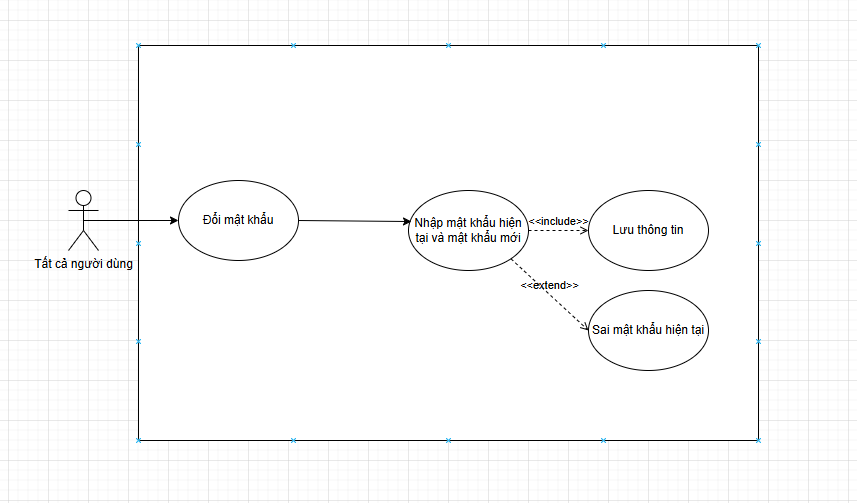 Đổi mật khẩu
Nhập mật khẩu hiện
tại và mật khẩu mới
<<include>>
Lưu thông tin
Tất cả người dùng
<<extend>>
Sai mật khẩu hiện tại